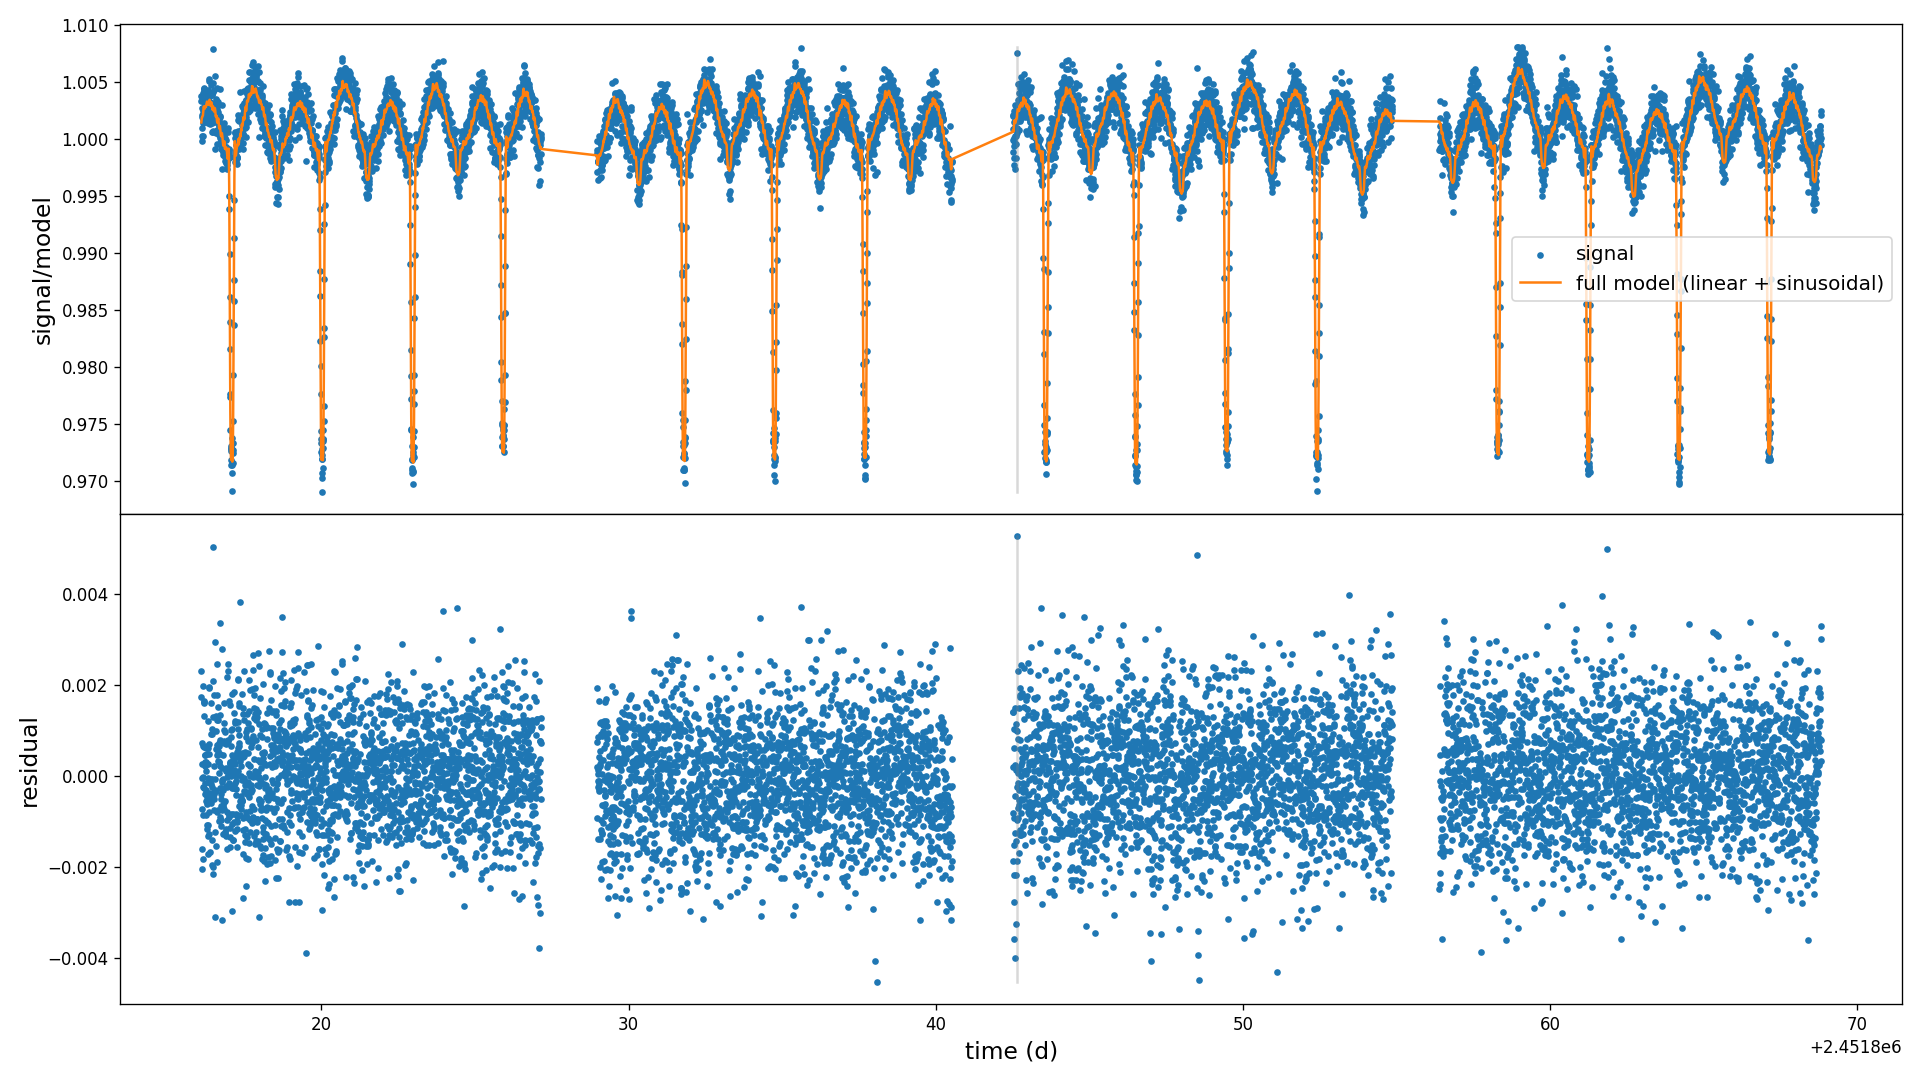 1.010
1.005
1.000
0.995
0.990
0.985
0.980
0.975
0.970
signal/model
signal
full model (linear + sinusoidal)
0.004
0.002
0.000
−0.002
−0.004
residual
20 30 40 50 60 70
time (d)
+2.4518e6